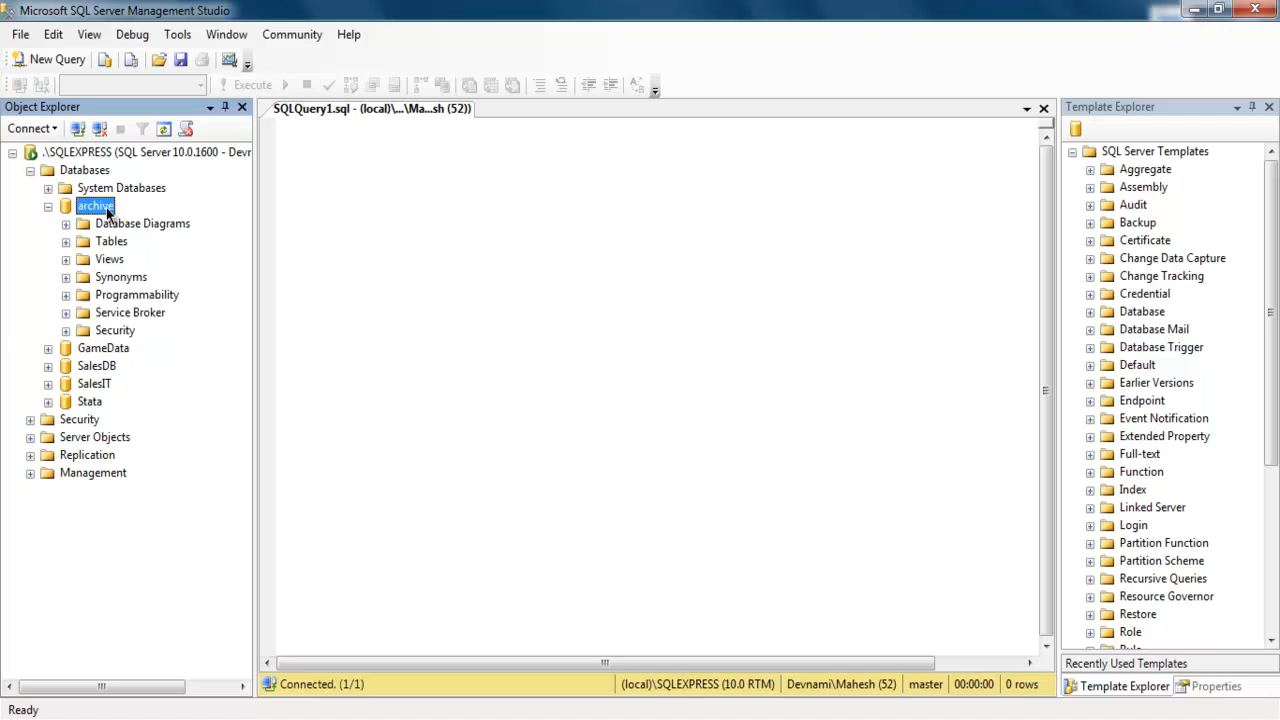 Microsoft SQL Server Management Studio
File Edit View Debug Tools Window Community Help
New Query
Execute
Object Explorer
SQLQuery1.sql - (local)\...\Ma...sh (52))
Template Explorer
Connect
.\SQLEXPRESS (SQL Server 10.0.1600 - Devr
Databases
System Databases
archive
Database Diagrams
Tables
Views
Synonyms
Programmability
Service Broker
Security
GameData
SalesDB
SalesIT
Stata
Security
Server Objects
Replication
Management
SQL Server Templates
Aggregate
Assembly
Audit
Backup
Certificate
Change Data Capture
Change Tracking
Credential
Database
Database Mail
Database Trigger
Default
Earlier Versions
Endpoint
Event Notification
Extended Property
Full-text
Function
Index
Linked Server
Login
Partition Function
Partition Scheme
Recursive Queries
Resource Governor
Restore
Role
Recently Used Templates
Template Explorer Properties
Connected. (1/1) (local)\SQLEXPRESS (10.0 RTM) Devnami\Mahesh (52) master 00:00:00 0 rows
Ready